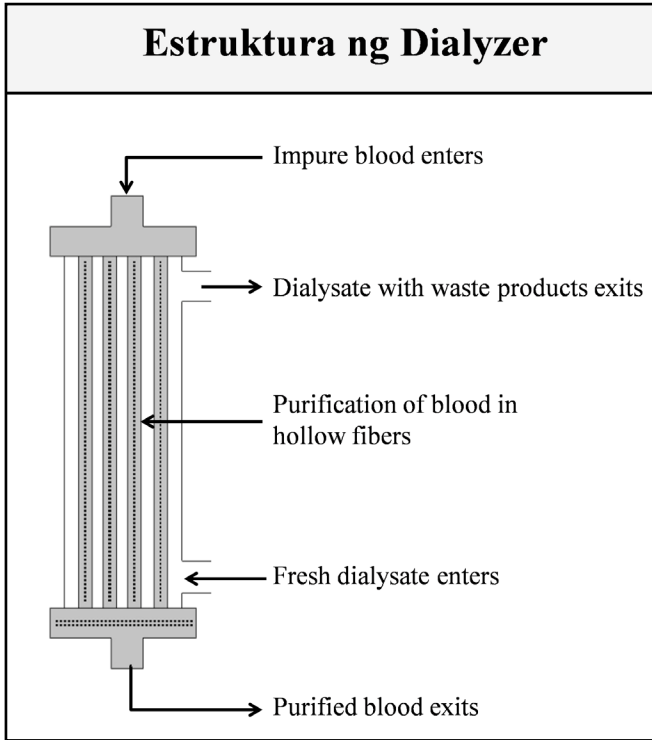 Estruktura ng Dialyzer
Impure blood enters
Dialysate with waste products exits
Purification of blood in
hollow fibers
Fresh dialysate enters
Purified blood exits